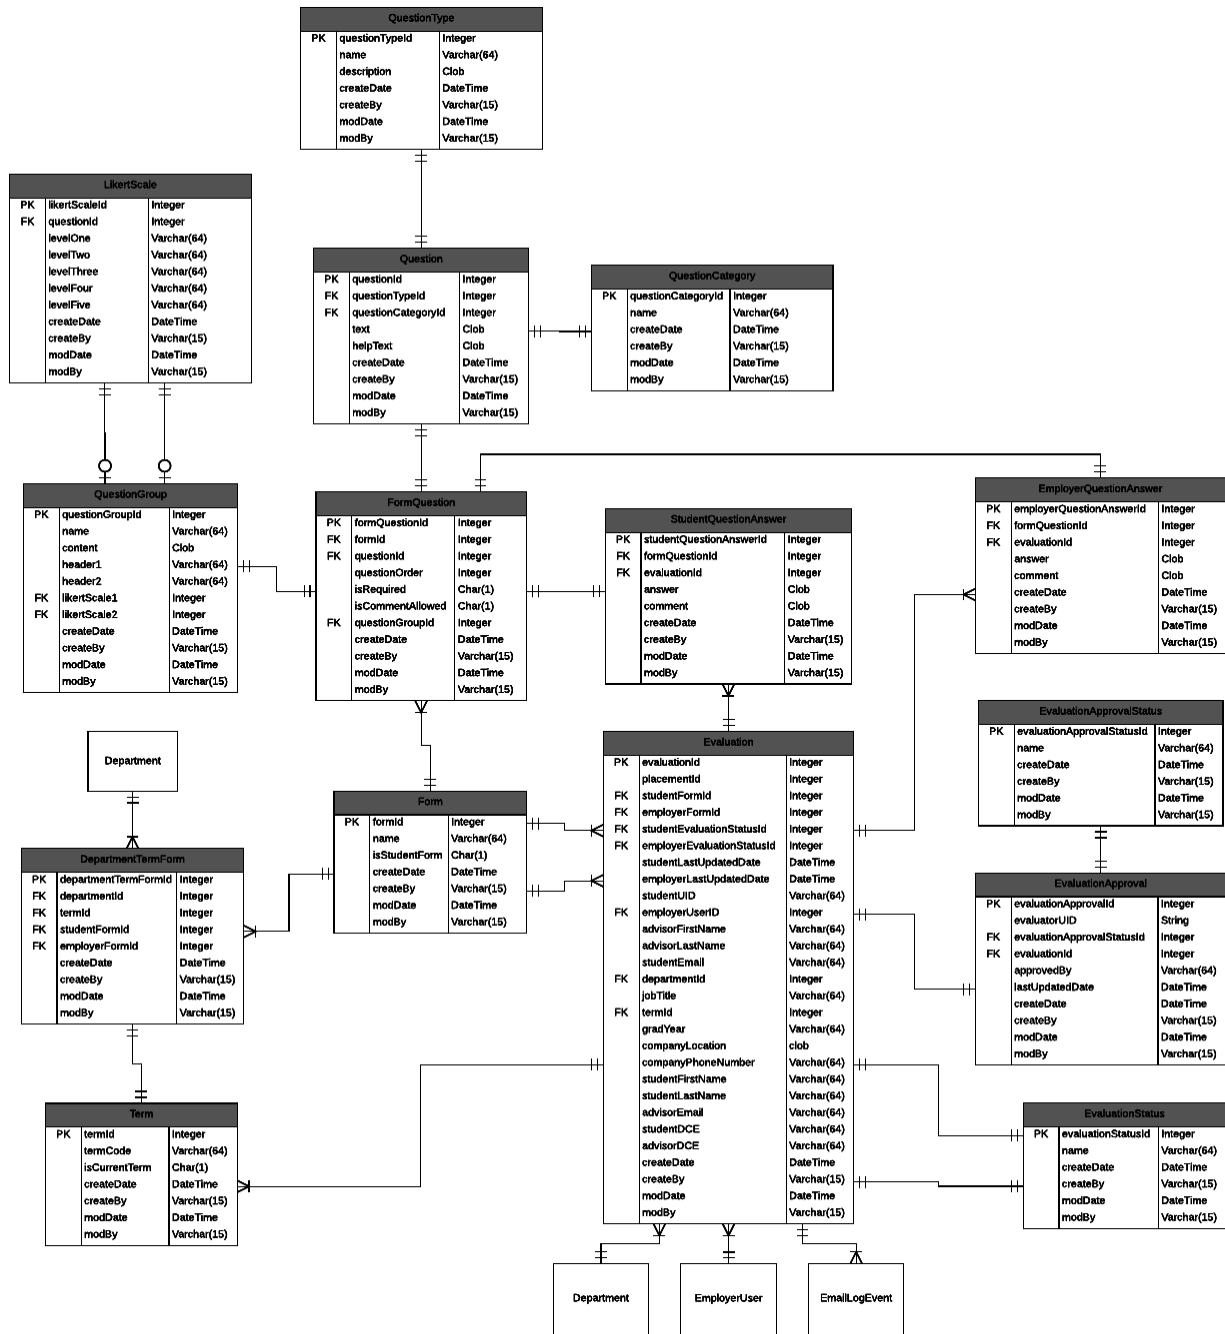 QuestionType
PK questionTypeId Integer
name Varchar(64)
description Clob
createDate DateTime
createBy Varchar(15)
modDate DateTime
modBy Varchar(15)
LikertScale
PK likertScaleId Integer
FK questionId Integer
levelOne Varchar(64)
levelTwo Varchar(64)
levelThree Varchar(64)
levelFour Varchar(64)
levelFive Varchar(64)
createDate DateTime
createBy Varchar(15)
modDate DateTime
modBy Varchar(15)
Question
PK questionId Integer
FK questionTypeId Integer
FK questionCategoryId Integer
text Clob
helpText Clob
createDate DateTime
createBy Varchar(15)
modDate DateTime
modBy Varchar(15)
QuestionCategory
PK questionCategoryId Integer
name Varchar(64)
createDate DateTime
createBy Varchar(15)
modDate DateTime
modBy Varchar(15)
QuestionGroup
PK questionGroupId Integer
name Varchar(64)
content Clob
header1 Varchar(64)
header2 Varchar(64)
FK likertScale1 Integer
FK likertScale2 Integer
createDate DateTime
createBy Varchar(15)
modDate DateTime
modBy Varchar(15)
FormQuestion
PK formQuestionId Integer
FK formId Integer
FK questionId Integer
questionOrder Integer
isRequired Char(1)
isCommentAllowed Char(1)
FK questionGroupId Integer
createDate DateTime
createBy Varchar(15)
modDate DateTime
modBy Varchar(15)
StudentQuestionAnswer
PK studentQuestionAnswerId Integer
FK formQuestionId Integer
FK evaluationId Integer
answer Clob
comment Clob
createDate DateTime
createBy Varchar(15)
modDate DateTime
modBy Varchar(15)
EmployerQuestionAnswer
PK employerQuestionAnswerId Integer
FK formQuestionId Integer
FK evaluationId Integer
answer Clob
comment Clob
createDate DateTime
createBy Varchar(15)
modDate DateTime
modBy Varchar(15)
EvaluationApprovalStatus
PK evaluationApprovalStatusId Integer
name Varchar(64)
createDate DateTime
createBy Varchar(15)
modDate DateTime
modBy Varchar(15)
Department
Form
PK formId Integer
name Varchar(64)
isStudentForm Char(1)
createDate DateTime
createBy Varchar(15)
modDate DateTime
modBy Varchar(15)
Evaluation
PK evaluationId Integer
placementId Integer
FK studentFormId Integer
FK employerFormId Integer
FK studentEvaluationStatusId Integer
FK employerEvaluationStatusId Integer
studentLastUpdatedDate DateTime
employerLastUpdatedDate DateTime
studentUID Varchar(64)
FK employerUserID Integer
advisorFirstName Varchar(64)
advisorLastName Varchar(64)
studentEmail Varchar(64)
FK departmentId Integer
jobTitle Varchar(64)
FK termId Integer
gradYear Varchar(64)
companyLocation clob
companyPhoneNumber Varchar(64)
studentFirstName Varchar(64)
studentLastName Varchar(64)
advisorEmail Varchar(64)
studentDCE Varchar(64)
advisorDCE Varchar(64)
createDate DateTime
createBy Varchar(15)
modDate DateTime
modBy Varchar(15)
DepartmentTermForm
PK departmentTermFormId Integer
FK departmentId Integer
FK termId Integer
FK studentFormId Integer
FK employerFormId Integer
createDate DateTime
createBy Varchar(15)
modDate DateTime
modBy Varchar(15)
EvaluationApproval
PK evaluationApprovalId Integer
evaluatorUID String
FK evaluationApprovalStatusId Integer
FK evaluationId Integer
approvedBy Varchar(64)
lastUpdatedDate DateTime
createDate DateTime
createBy Varchar(15)
modDate DateTime
modBy Varchar(15)
Term
PK termId Integer
termCode Varchar(64)
isCurrentTerm Char(1)
createDate DateTime
createBy Varchar(15)
modDate DateTime
modBy Varchar(15)
EvaluationStatus
PK evaluationStatusId Integer
name Varchar(64)
createDate DateTime
createBy Varchar(15)
modDate DateTime
modBy Varchar(15)
Department
EmployerUser
EmailLogEvent